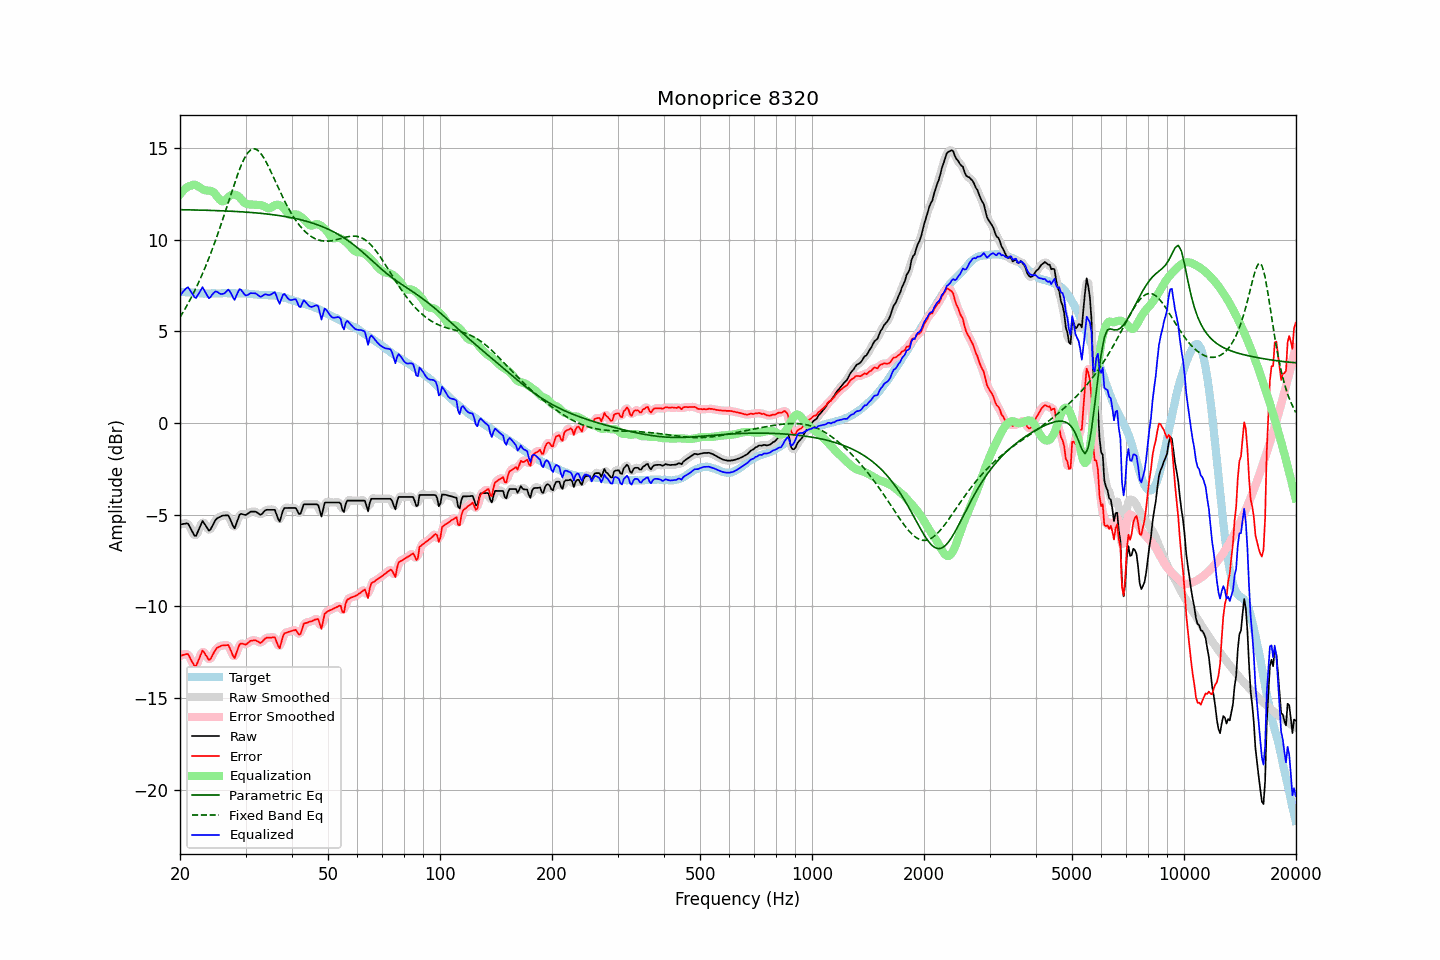 Monoprice 8320
Amplitude (dBr)
15
10
5
0
−5
−10
−15
−20
Target
Raw Smoothed
Error Smoothed
Raw
Error
Equalization
Parametric Eq
Fixed Band Eq
Equalized
20 50 100 200 500 1000 2000 5000 10000 20000
Frequency (Hz)